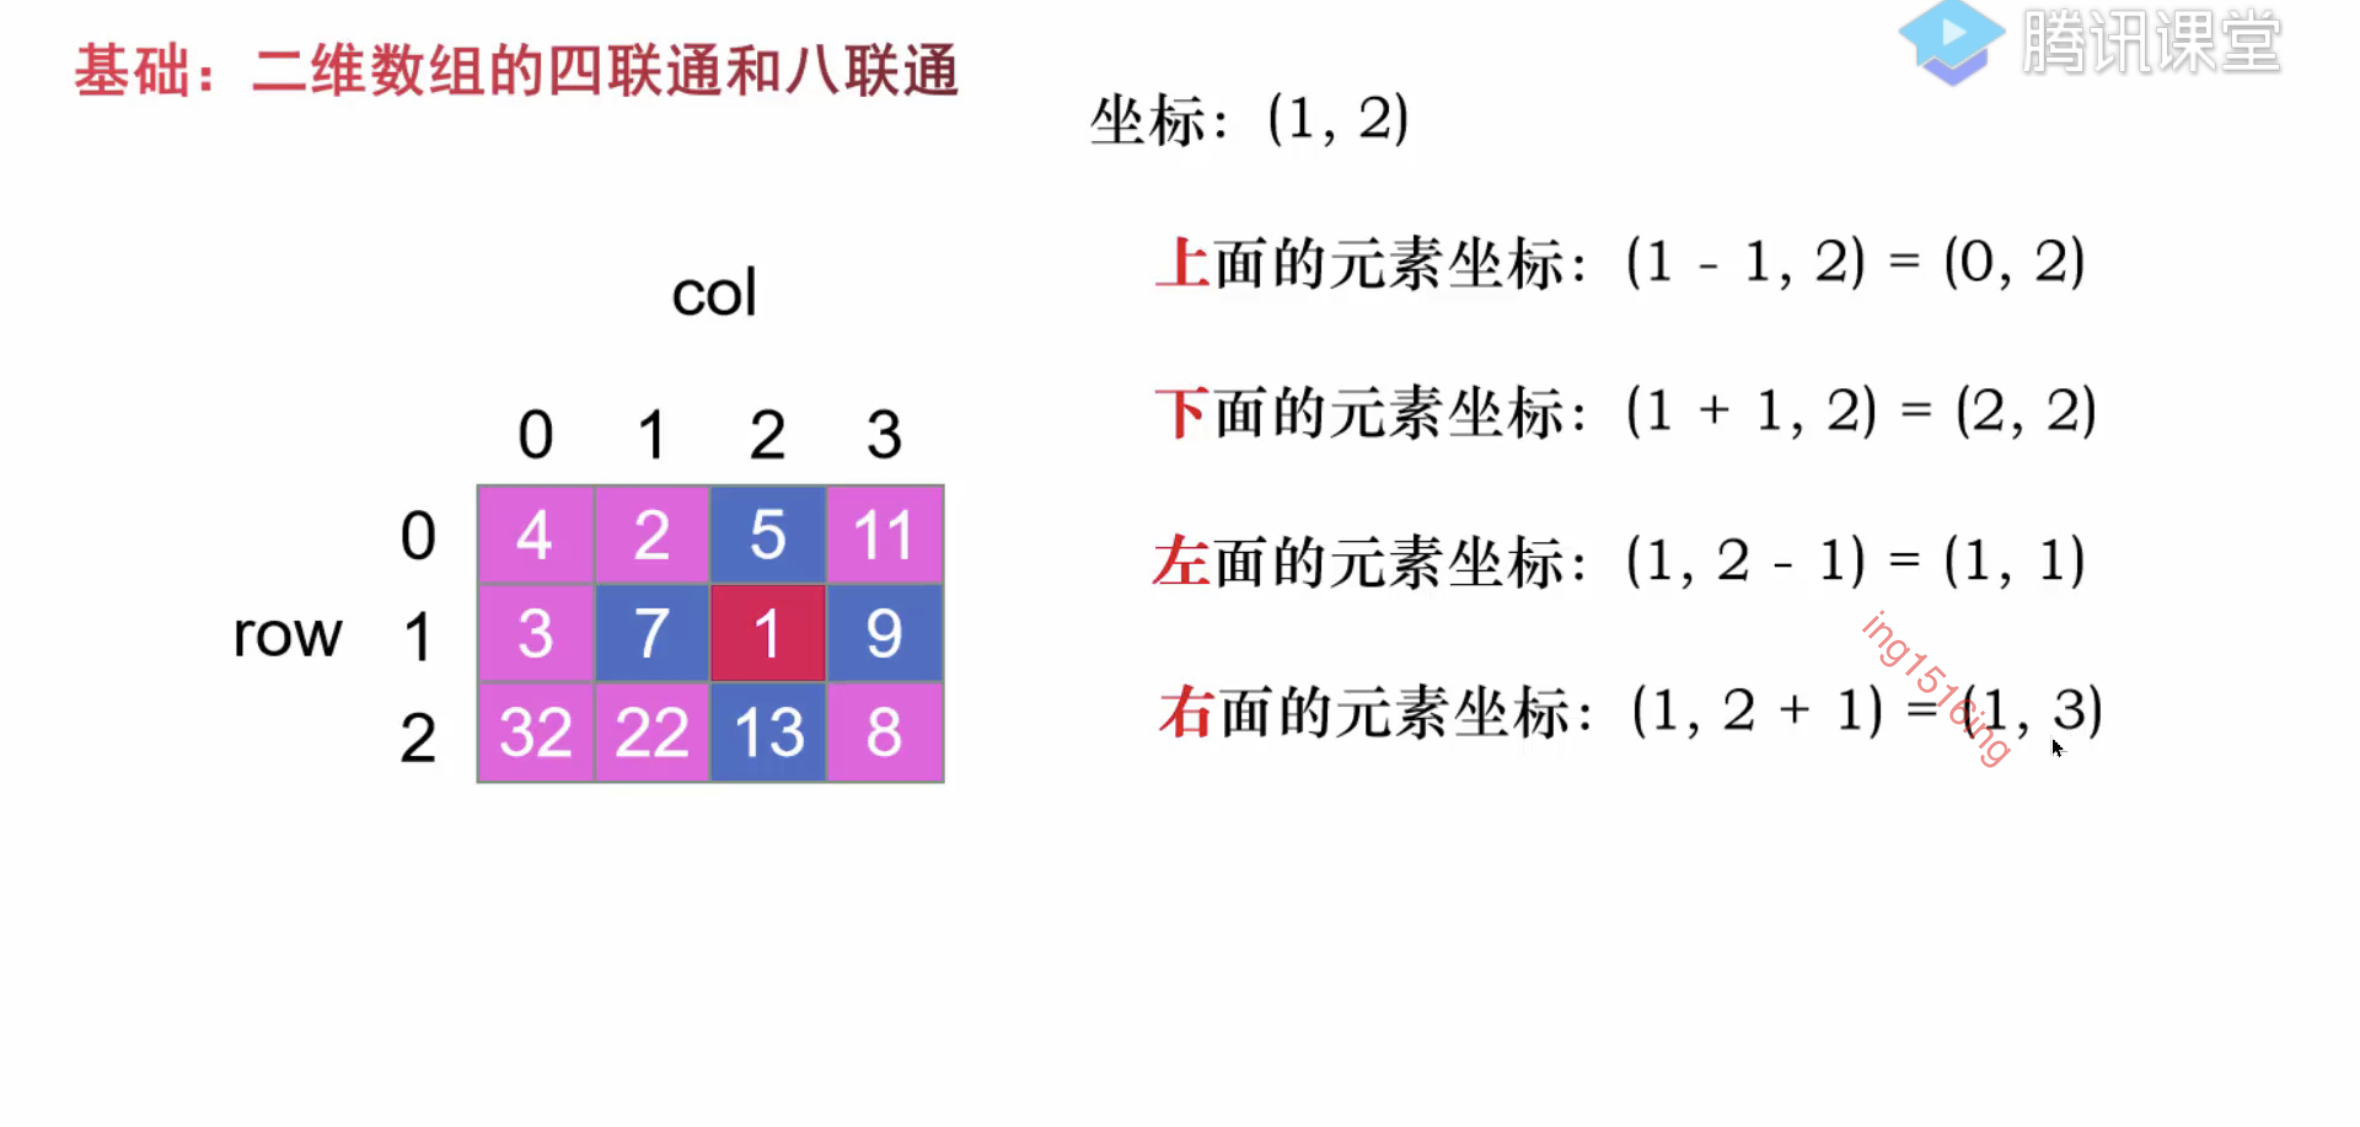 基础：二维数组的四联通和八联通
腾讯课堂
坐标：(1, 2)
上面的元素坐标：(1 - 1, 2) = (0, 2)
下面的元素坐标：(1 + 1, 2) = (2, 2)
左面的元素坐标：(1, 2 - 1) = (1, 1)
右面的元素坐标：(1, 2 + 1) = (1, 3)
ing1516ing
col
0 1 2 3
0 4 2 5 11
row 1 3 7 1 9
2 32 22 13 8